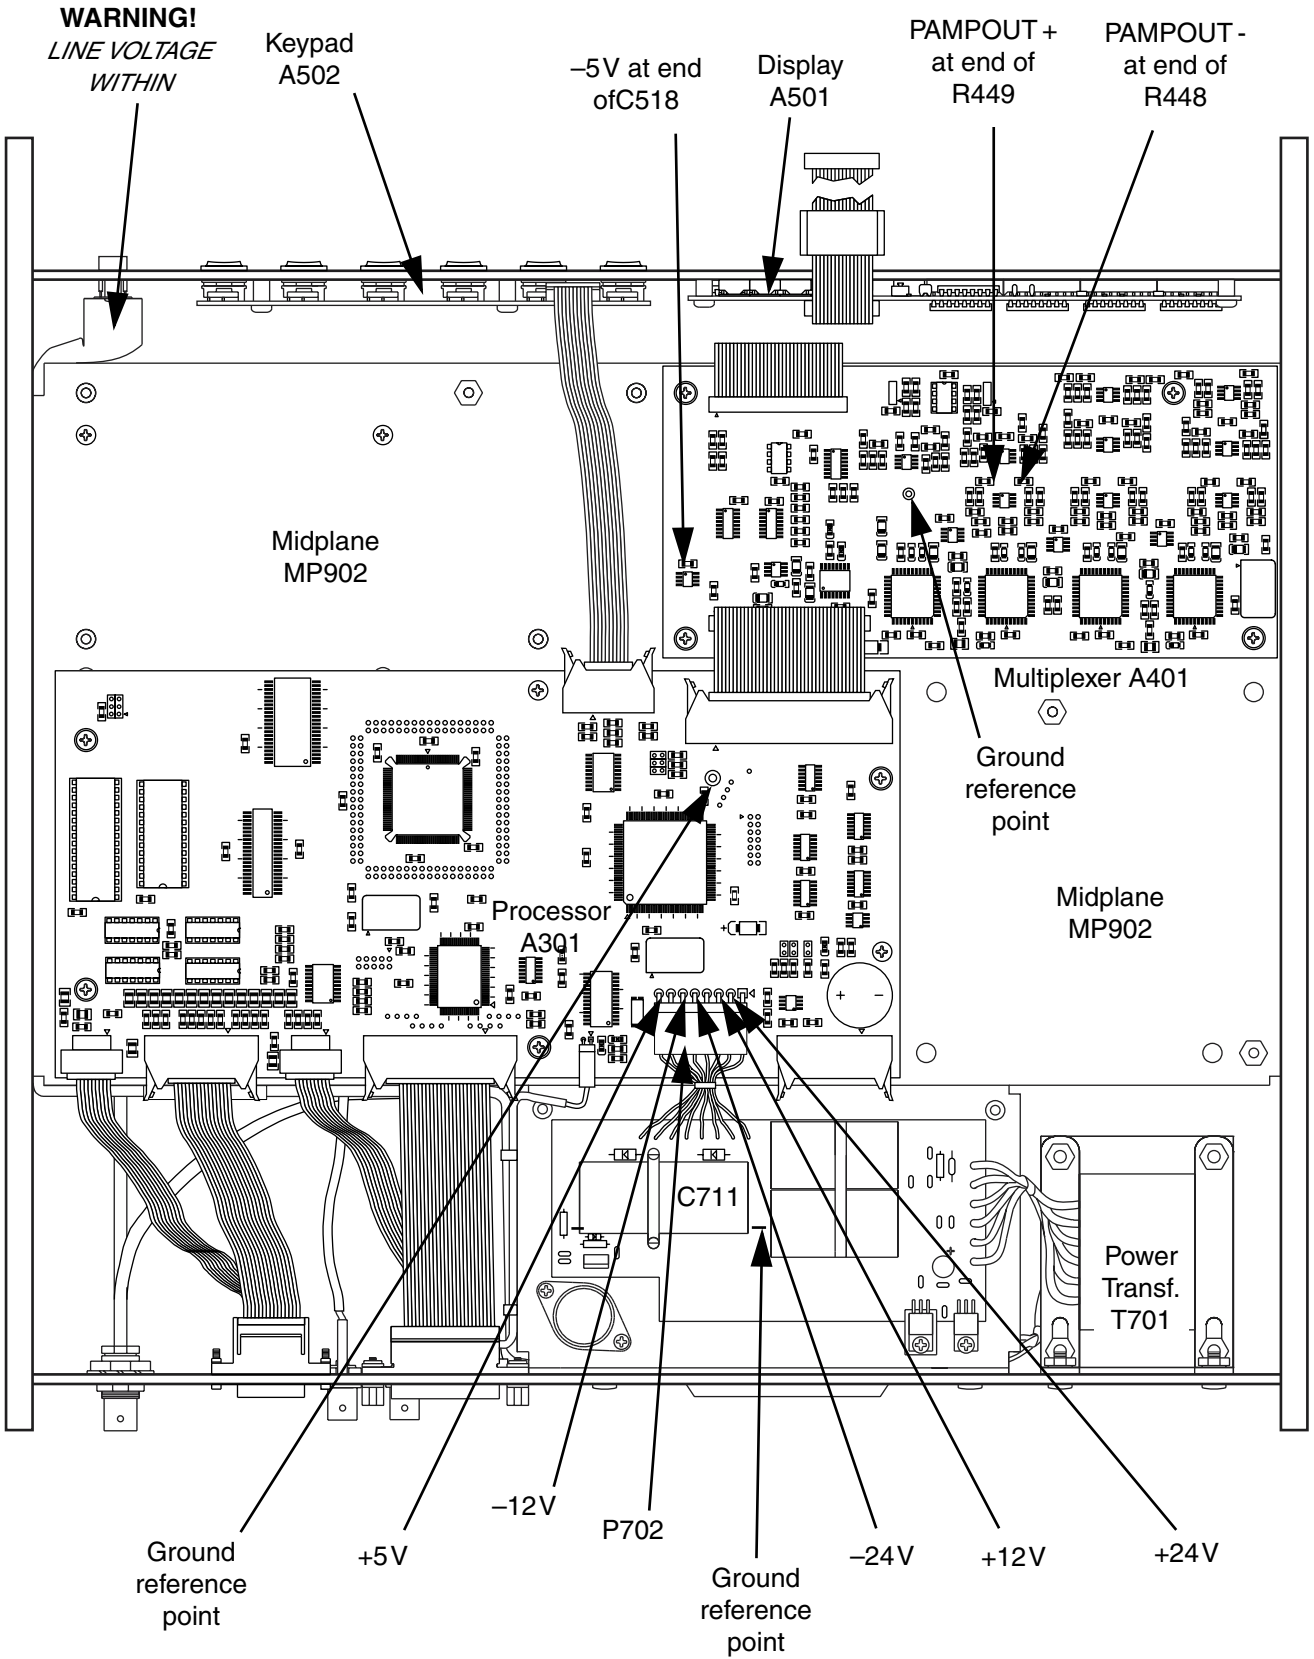 WARNING!
LINE VOLTAGE
WITHIN
Keypad
A502
–5V at end
ofC518
Display
A501
PAMPOUT +
at end of
R449
PAMPOUT -
at end of
R448
Midplane
MP902
Multiplexer A401
Ground
reference
point
Processor
A301
Midplane
MP902
C711
Power
Transf.
T701
–12V
P702
+5V
–24V
+12V
+24V
Ground
reference
point
Ground
reference
point